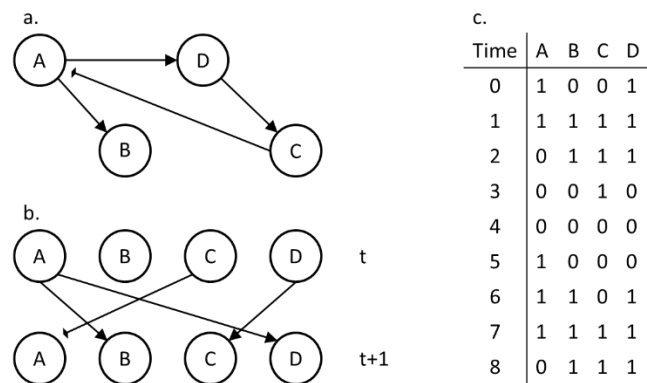 a.
A
D
B
C
b.
A B C D t
A B C D t+1
c.
Time A B C D
0 1 0 0 1
1 1 1 1 1
2 0 1 1 1
3 0 0 1 0
4 0 0 0 0
5 1 0 0 0
6 1 1 0 1
7 1 1 1 1
8 0 1 1 1